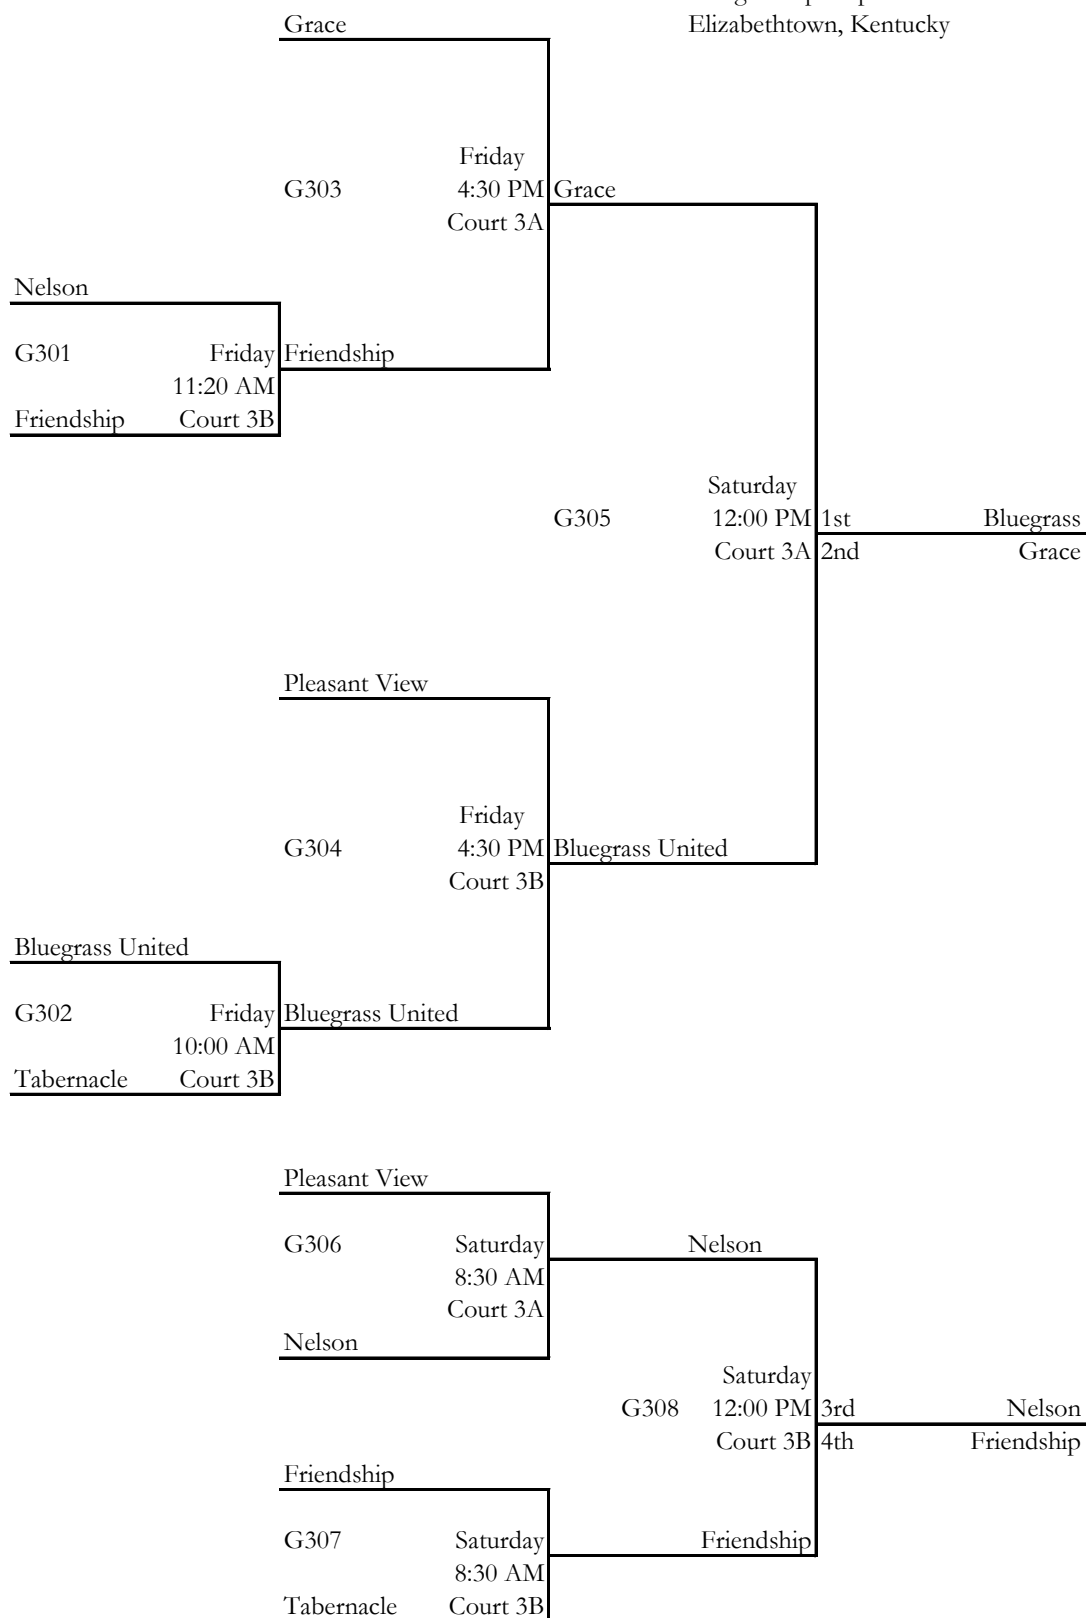 Grace
Elizabethtown, Kentucky
Friday
G303 4:30 PM Grace
Court 3A
Nelson
G301 Friday Friendship
11:20 AM
Friendship Court 3B
Saturday
G305 12:00 PM 1st Bluegrass
Court 3A 2nd Grace
Pleasant View
Friday
G304 4:30 PM Bluegrass United
Court 3B
Bluegrass United
G302 Friday Bluegrass United
10:00 AM
Tabernacle Court 3B
Pleasant View
G306 Saturday Nelson
8:30 AM
Court 3A
Nelson
Saturday
G308 12:00 PM 3rd Nelson
Court 3B 4th Friendship
Friendship
G307 Saturday Friendship
8:30 AM
Tabernacle Court 3B